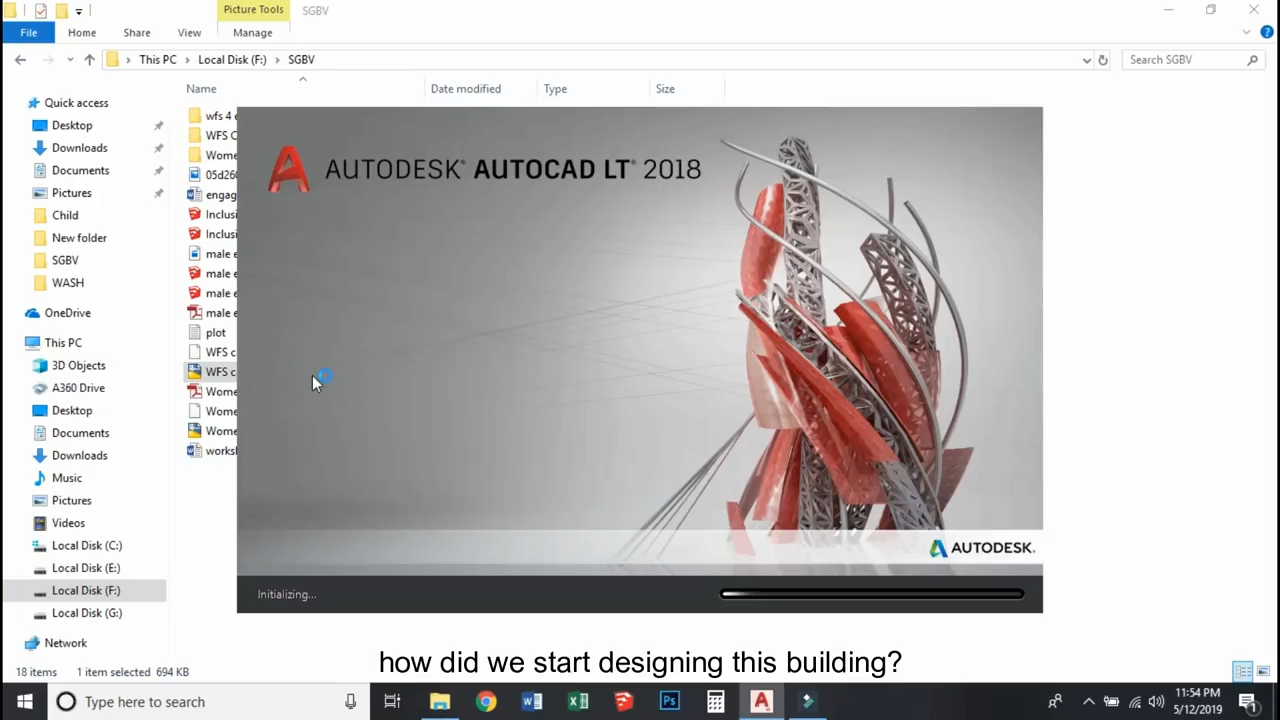 Picture Tools
SGBV
File
Home
Share
View
Manage
This PC
Local Disk (F:)
SGBV
Search SGBV
Name
Date modified
Type
Size
Quick access
Desktop
Downloads
Documents
Pictures
Child
New folder
SGBV
WASH
OneDrive
This PC
3D Objects
A360 Drive
Desktop
Documents
Downloads
Music
Pictures
Videos
Local Disk (C:)
Local Disk (E:)
Local Disk (F:)
Local Disk (G:)
Network
wfs 4 e
WFS C
Wome
05d260
engag
Inclusi
Inclusi
male e
male e
male e
male e
plot
WFS c
WFS c
Wome
Wome
Wome
worksh
AUTODESK® AUTOCAD LT® 2018
AUTODESK.
Initializing...
how did we start designing this building?
18 items
1 item selected 694 KB
Type here to search
11:54 PM
5/12/2019
1